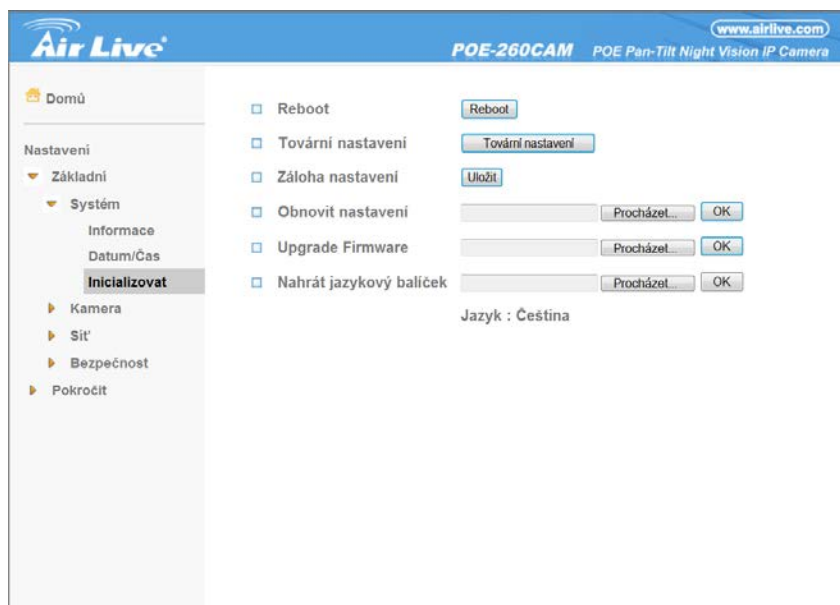 www.airlive.com
Air Live®
POE-260CAM POE Pan-Tilt Night Vision IP Camera
Domů
Nastavení
Základní
Systém
Informace
Datum/Čas
Inicializovat
Kamera
Síť
Bezpečnost
Pokročit
Reboot Reboot
Tovární nastavení Tovární nastavení
Záloha nastavení Uložit
Obnovit nastavení Procházet... OK
Upgrade Firmware Procházet... OK
Nahrát jazykový balíček Procházet... OK
Jazyk : Čeština